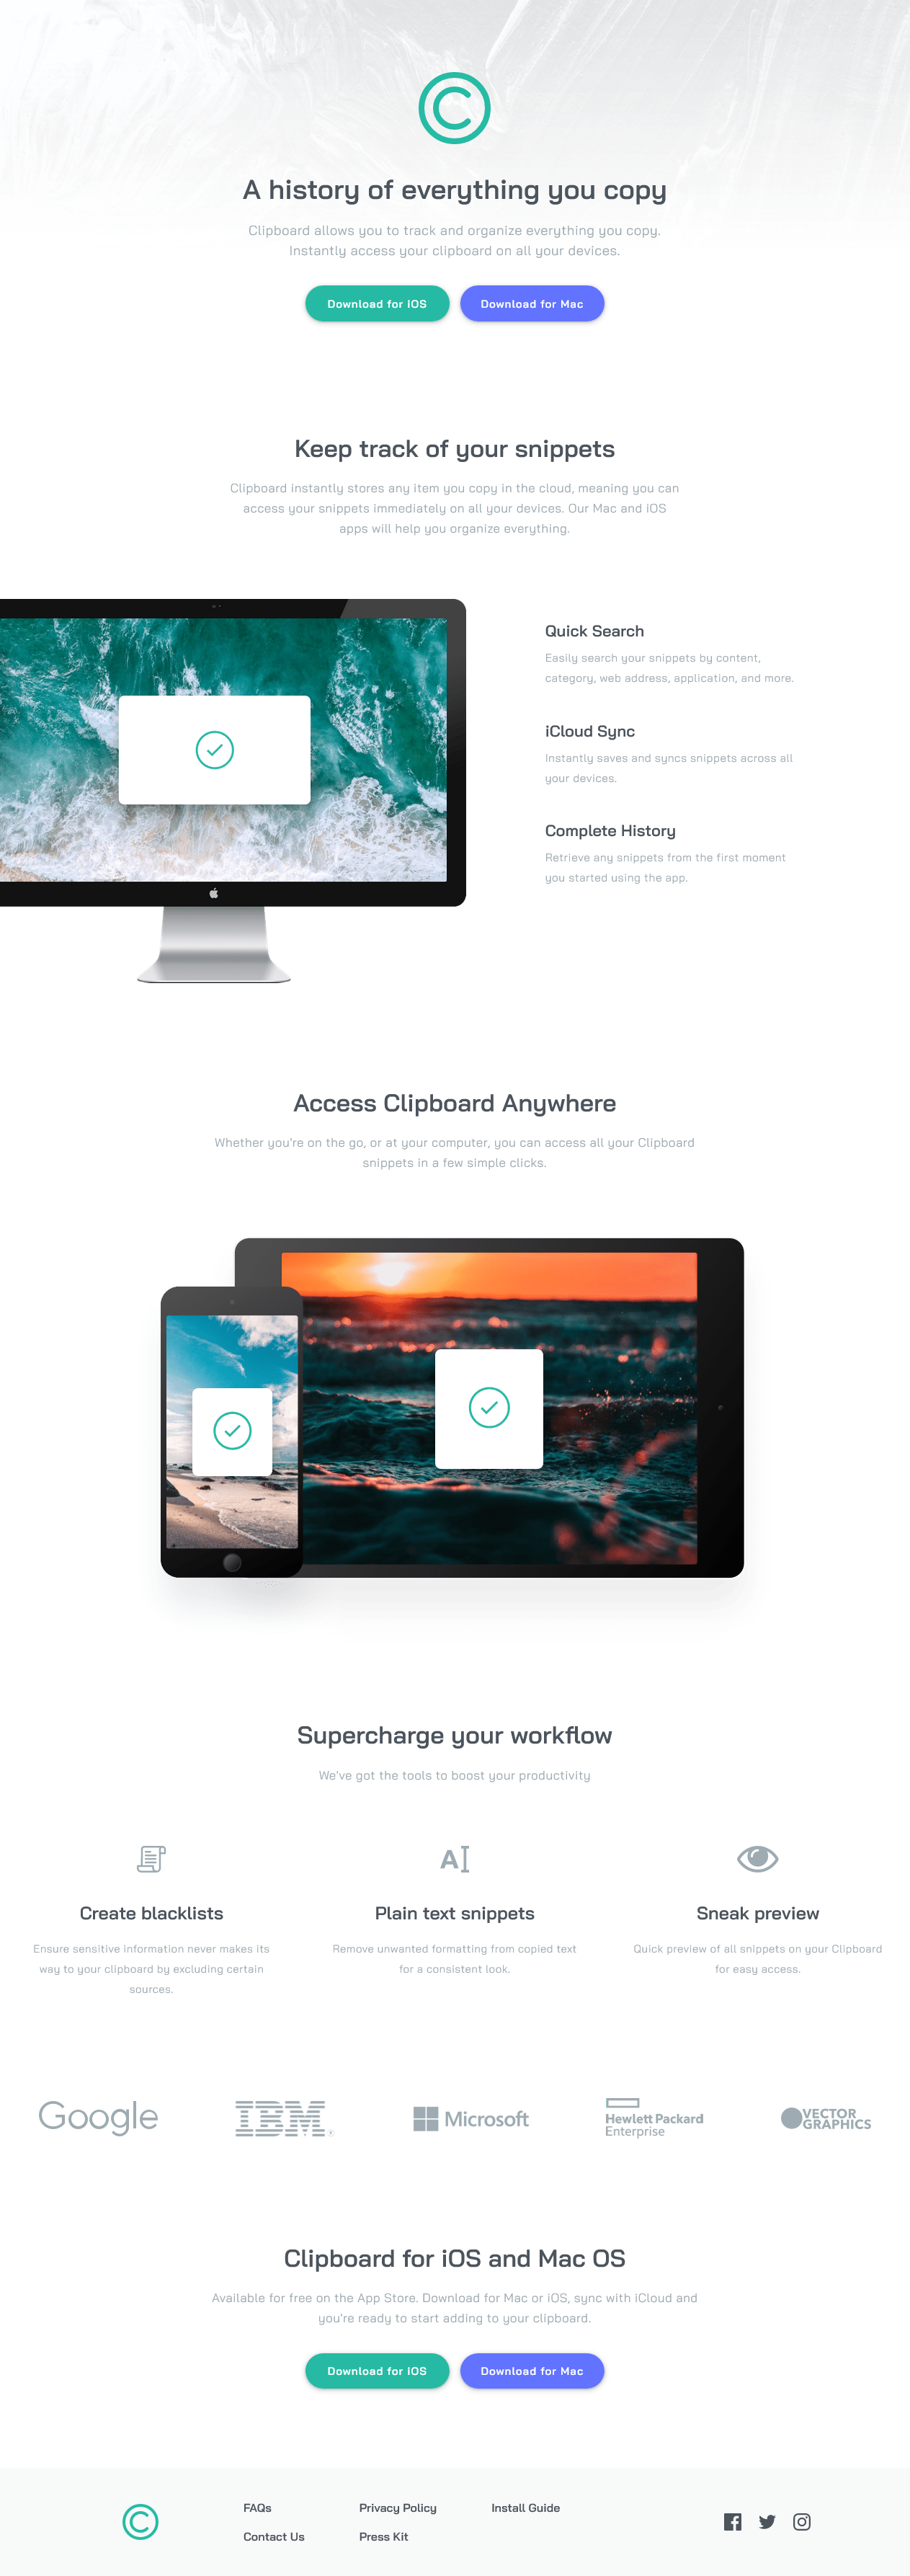 A history of everything you copy
Clipboard allows you to track and organize everything you copy.
Instantly access your clipboard on all your devices.
Download for iOS
Download for Mac
Keep track of your snippets
Clipboard instantly stores any item you copy in the cloud, meaning you can
access your snippets immediately on all your devices. Our Mac and iOS
apps will help you organize everything.
Quick Search
Easily search your snippets by content,
category, web address, application, and more.
iCloud Sync
Instantly saves and syncs snippets across all
your devices.
Complete History
Retrieve any snippets from the first moment
you started using the app.
Access Clipboard Anywhere
Whether you're on the go, or at your computer, you can access all your Clipboard
snippets in a few simple clicks.
Supercharge your workflow
We've got the tools to boost your productivity
Create blacklists
Ensure sensitive information never makes its
way to your clipboard by excluding certain
sources.
Plain text snippets
Remove unwanted formatting from copied text
for a consistent look.
Sneak preview
Quick preview of all snippets on your Clipboard
for easy access.
Google
IBM
Microsoft
Hewlett Packard
Enterprise
VECTOR
GRAPHICS
Clipboard for iOS and Mac OS
Available for free on the App Store. Download for Mac or iOS, sync with iCloud and
you're ready to start adding to your clipboard.
Download for iOS
Download for Mac
FAQs
Contact Us
Privacy Policy
Press Kit
Install Guide